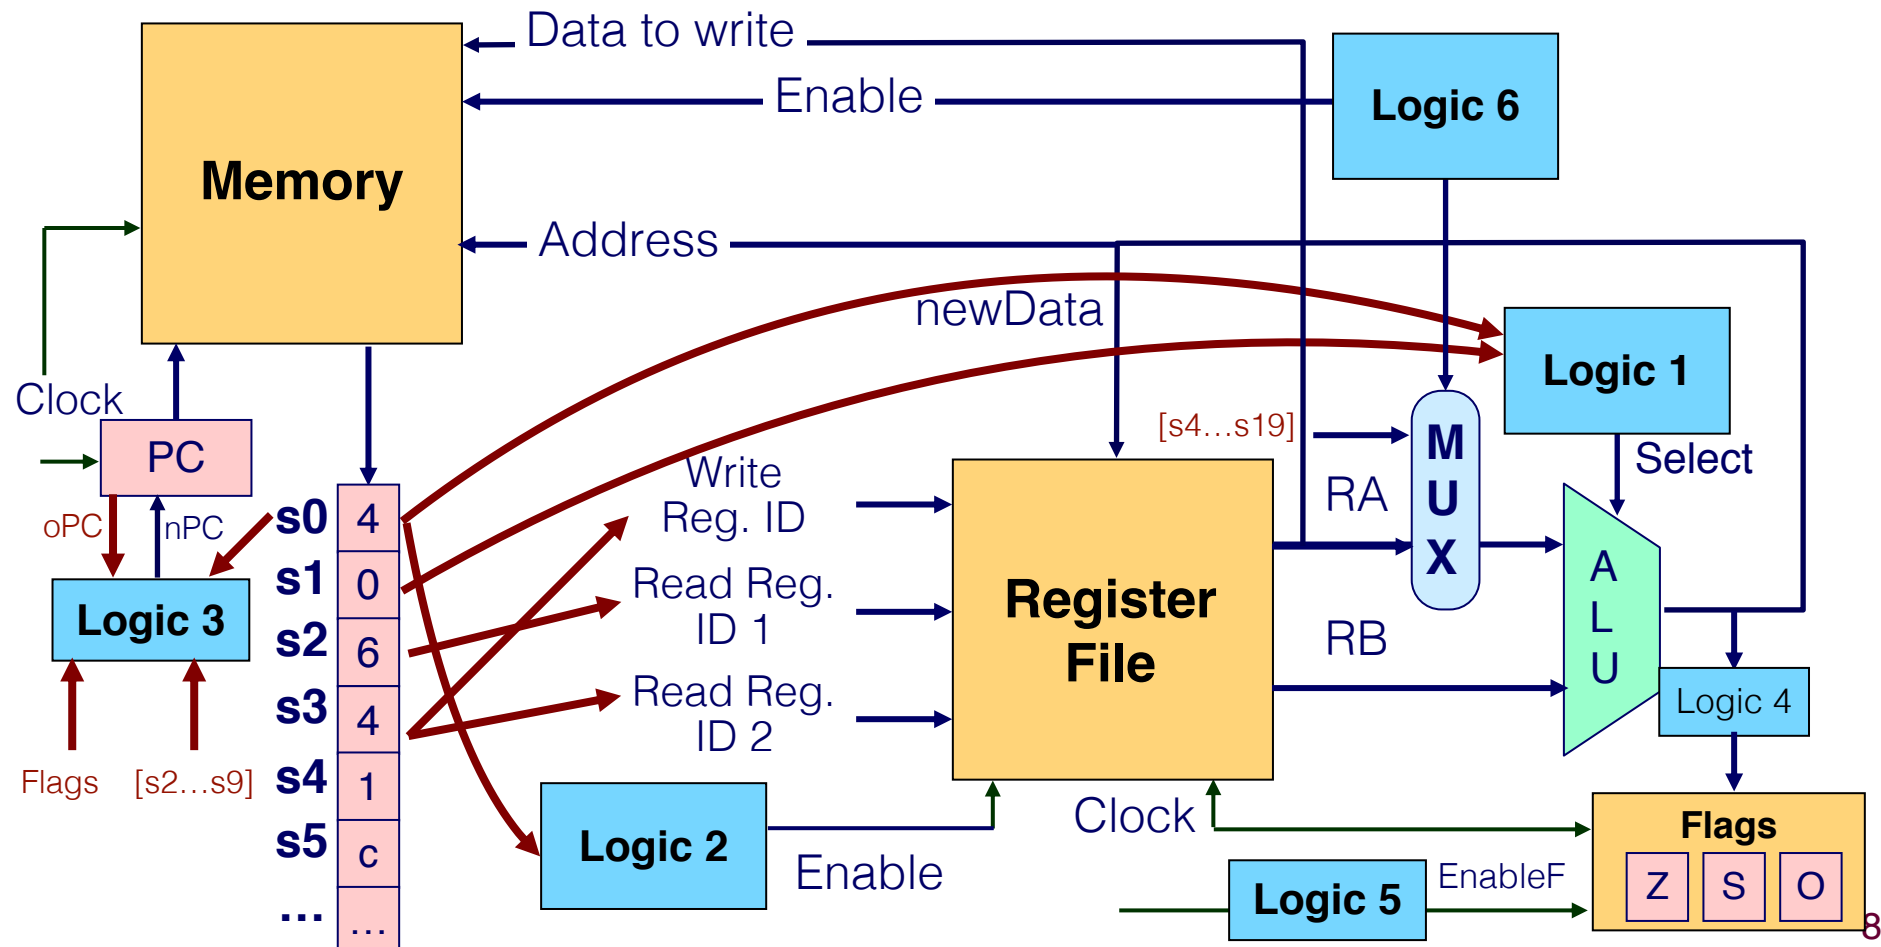 Data to write
Enable
Logic 6
Memory
Address
newData
Logic 1
Clock
[s4...s19]
M
U
X
Select
PC
Write
Reg. ID
RA
oPC
nPC
s0
4
s1
0
Read Reg.
ID 1
Register
File
A
L
U
Logic 3
s2
6
RB
s3
4
Read Reg.
ID 2
Logic 4
Flags
[s2...s9]
s4
1
Clock
s5
c
Logic 2
Enable
Flags
Z
S
O
Logic 5
EnableF
...
...
8